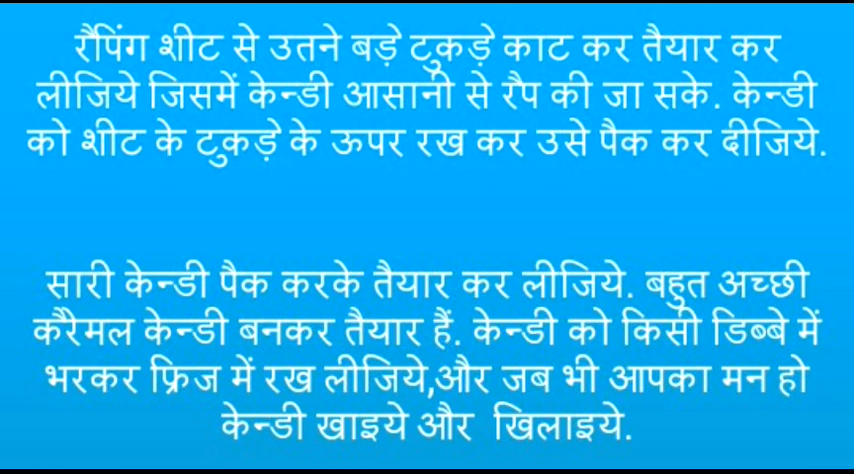 रैपिंग शीट से उतने बड़े टुकड़े काट कर तैयार कर
लीजिये जिसमें केन्डी आसानी से रैप की जा सके. केन्डी
को शीट के टुकड़े के ऊपर रख कर उसे पैक कर दीजिये.
सारी केन्डी पैक करके तैयार कर लीजिये. बहुत अच्छी
करैमल केन्डी बनकर तैयार हैं. केन्डी को किसी डिब्बे में
भरकर फ्रिज में रख लीजिये,और जब भी आपका मन हो
केन्डी खाइये और खिलाइये.